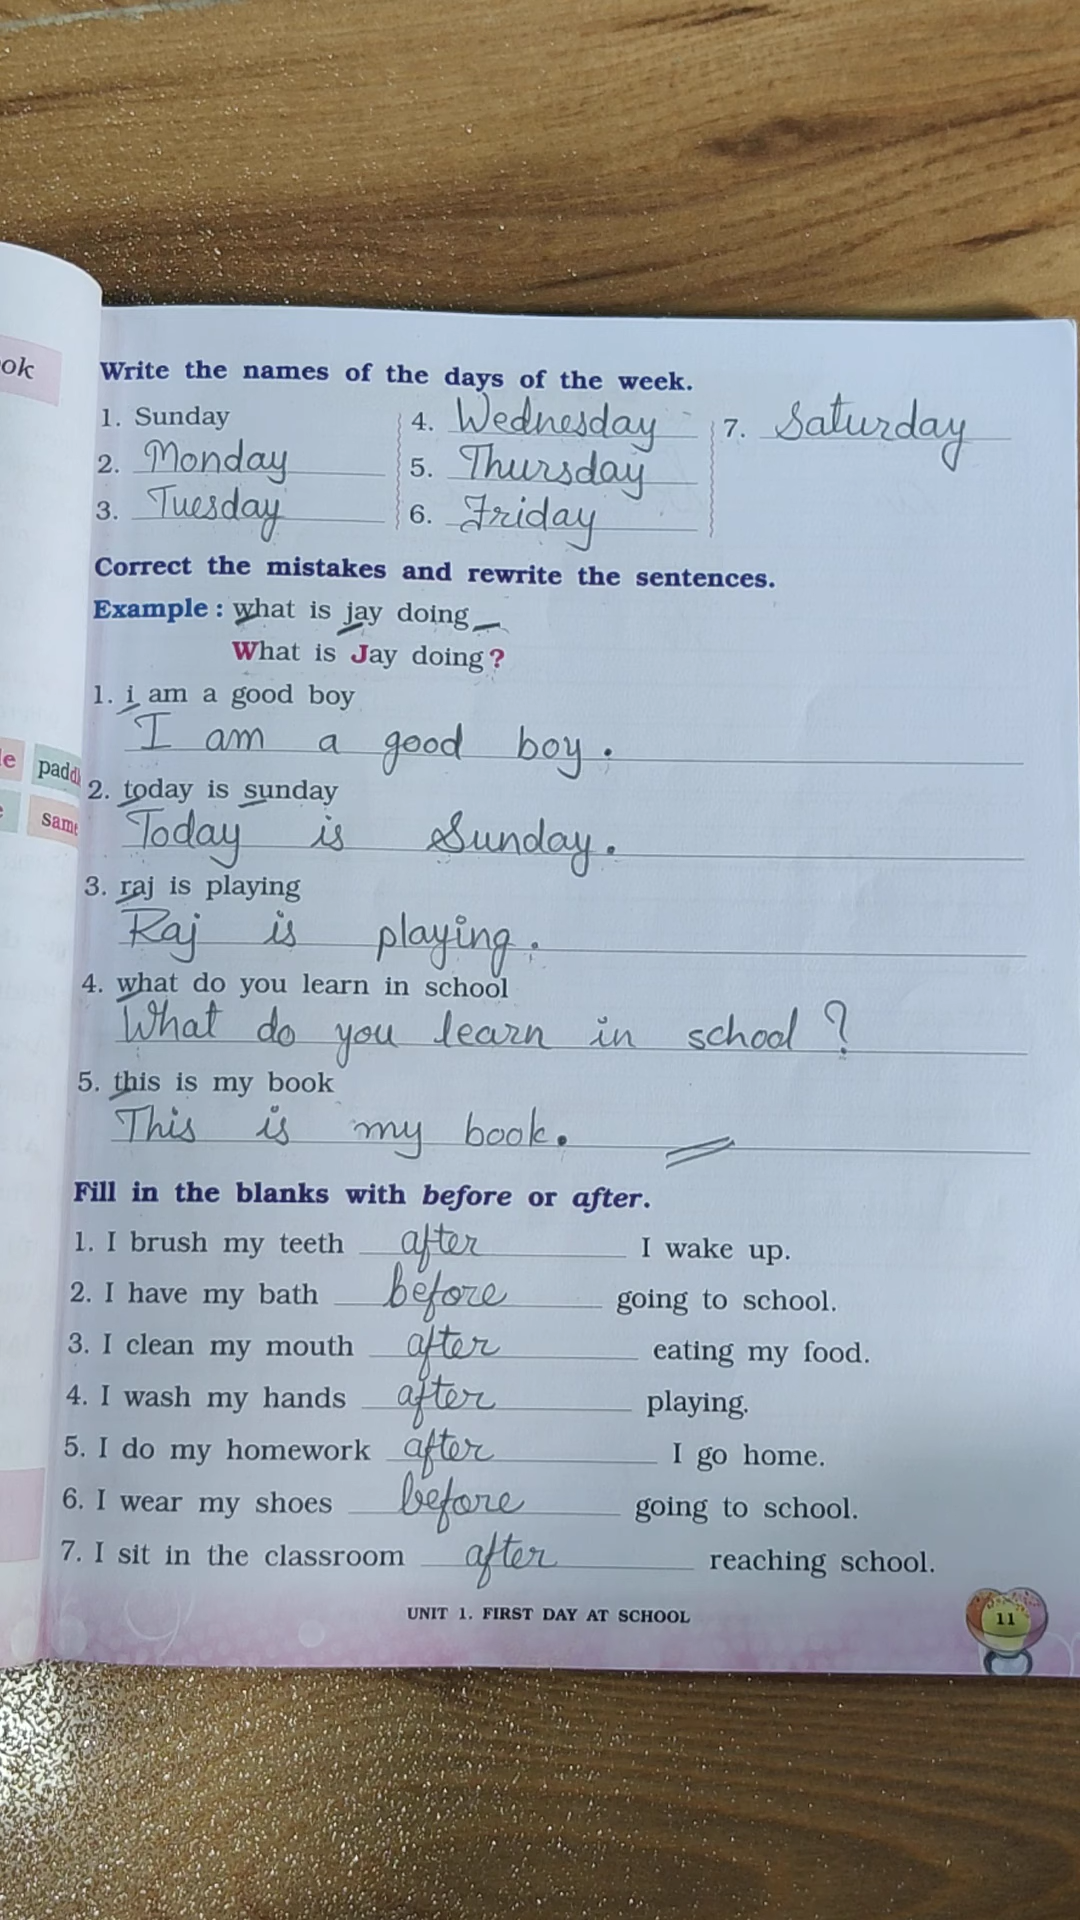 ok
le
padd
e
same
Write the names of the days of the week.
1. Sunday
2. Monday
3. Tuesday
4. Wednesday
5. Thursday
6. Friday
7. Saturday
Correct the mistakes and rewrite the sentences.
Example : what is jay doing
What is Jay doing?
1. i am a good boy
I am a good boy.
2. today is sunday
Today is Sunday.
3. raj is playing
Raj is playing.
4. what do you learn in school
What do you learn in school?
5. this is my book
This is my book.
Fill in the blanks with before or after.
1. I brush my teeth after I wake up.
2. I have my bath before going to school.
3. I clean my mouth after eating my food.
4. I wash my hands after playing.
5. I do my homework after I go home.
6. I wear my shoes before going to school.
7. I sit in the classroom after reaching school.
UNIT 1. FIRST DAY AT SCHOOL
11